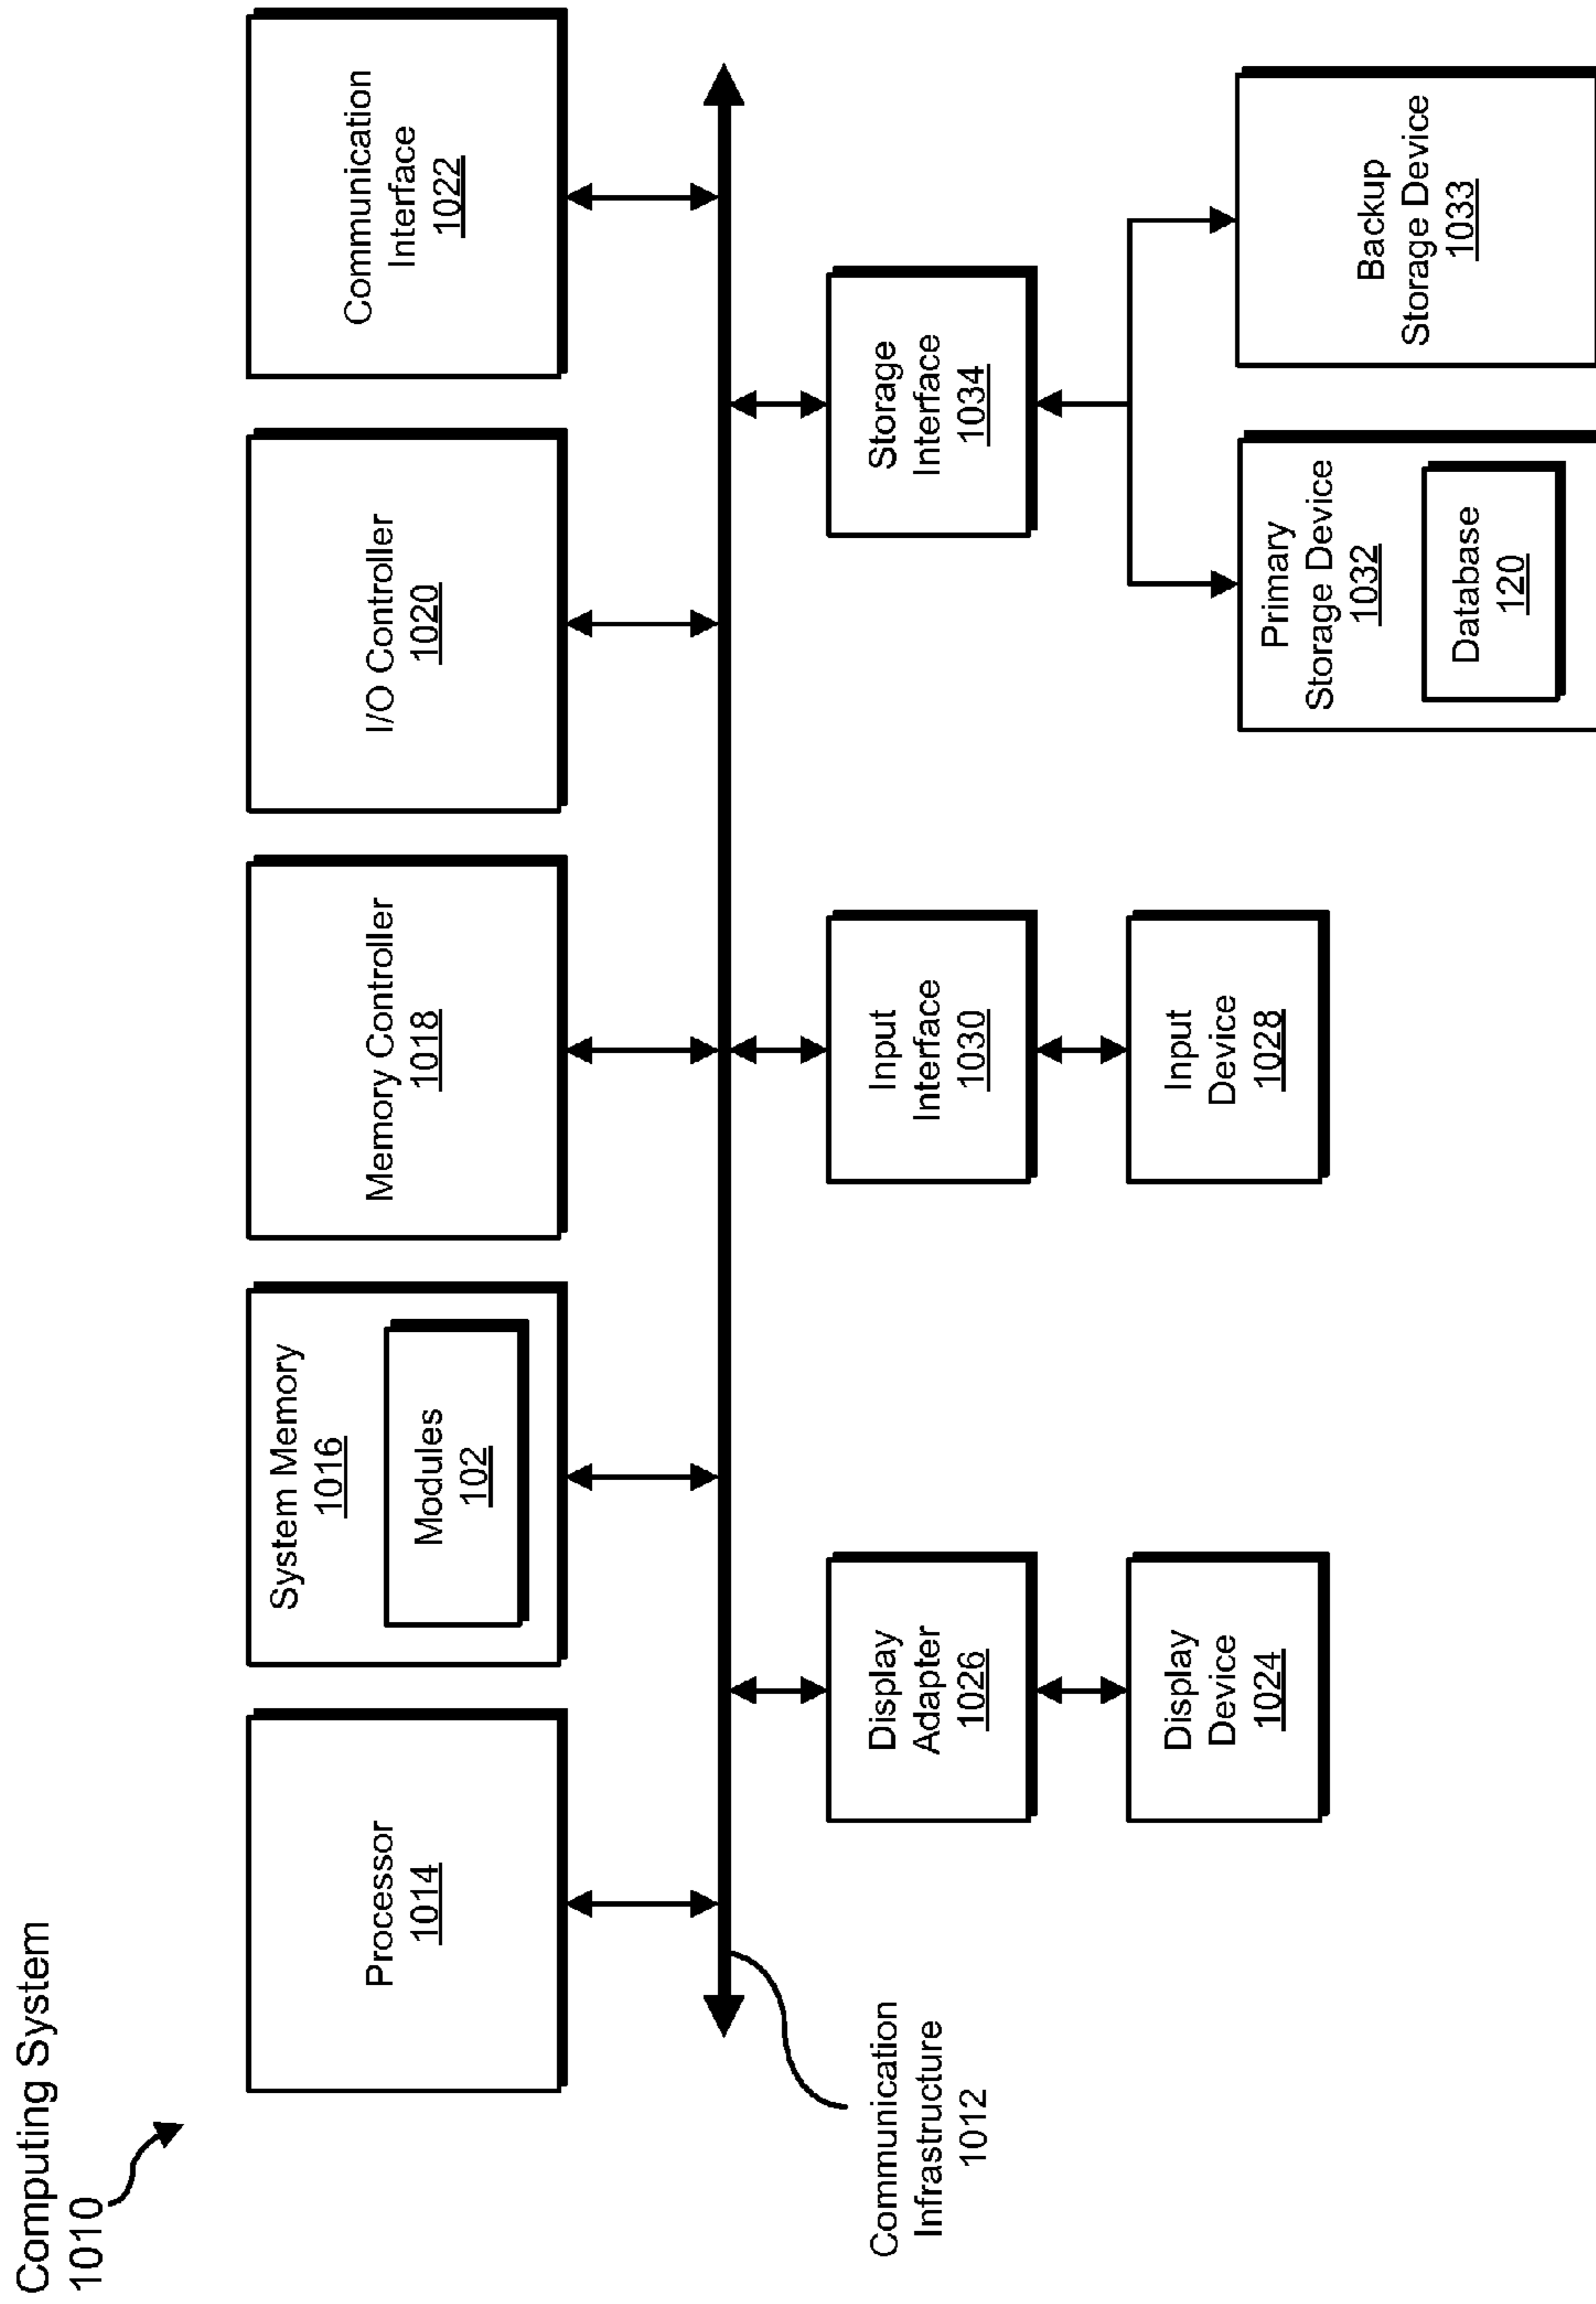 Computing System
1010
Processor
1014
System Memory
1016
Modules
102
Memory Controller
1018
I/O Controller
1020
Communication
Interface
1022
Communication
Infrastructure
1012
Display
Adapter
1026
Display
Device
1024
Input
Interface
1030
Input
Device
1028
Storage
Interface
1034
Primary
Storage Device
1032
Database
120
Backup
Storage Device
1033